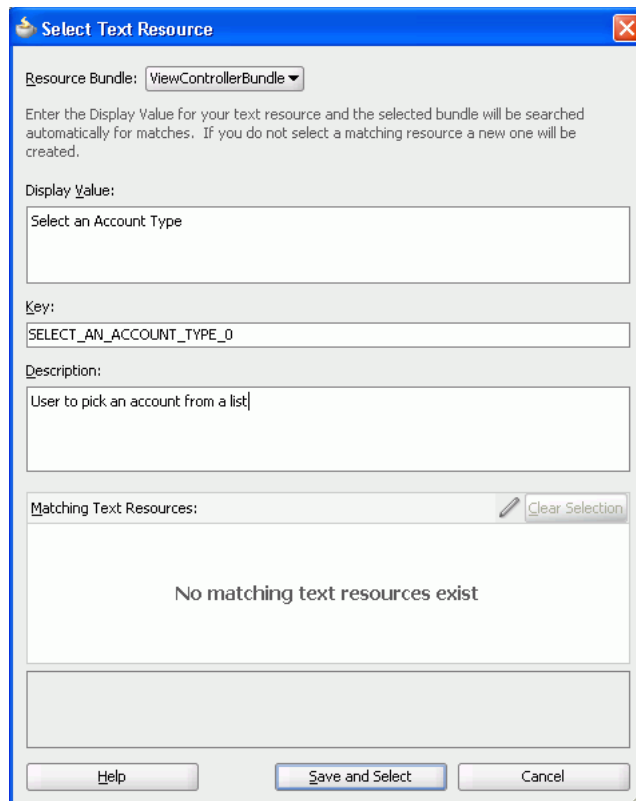 Select Text Resource
Resource Bundle: ViewControllerBundle
Enter the Display Value for your text resource and the selected bundle will be searched
automatically for matches. If you do not select a matching resource a new one will be
created.
Display Value:
Select an Account Type
Key:
SELECT_AN_ACCOUNT_TYPE_0
Description:
User to pick an account from a list
Matching Text Resources: Clear Selection
No matching text resources exist
Help Save and Select Cancel